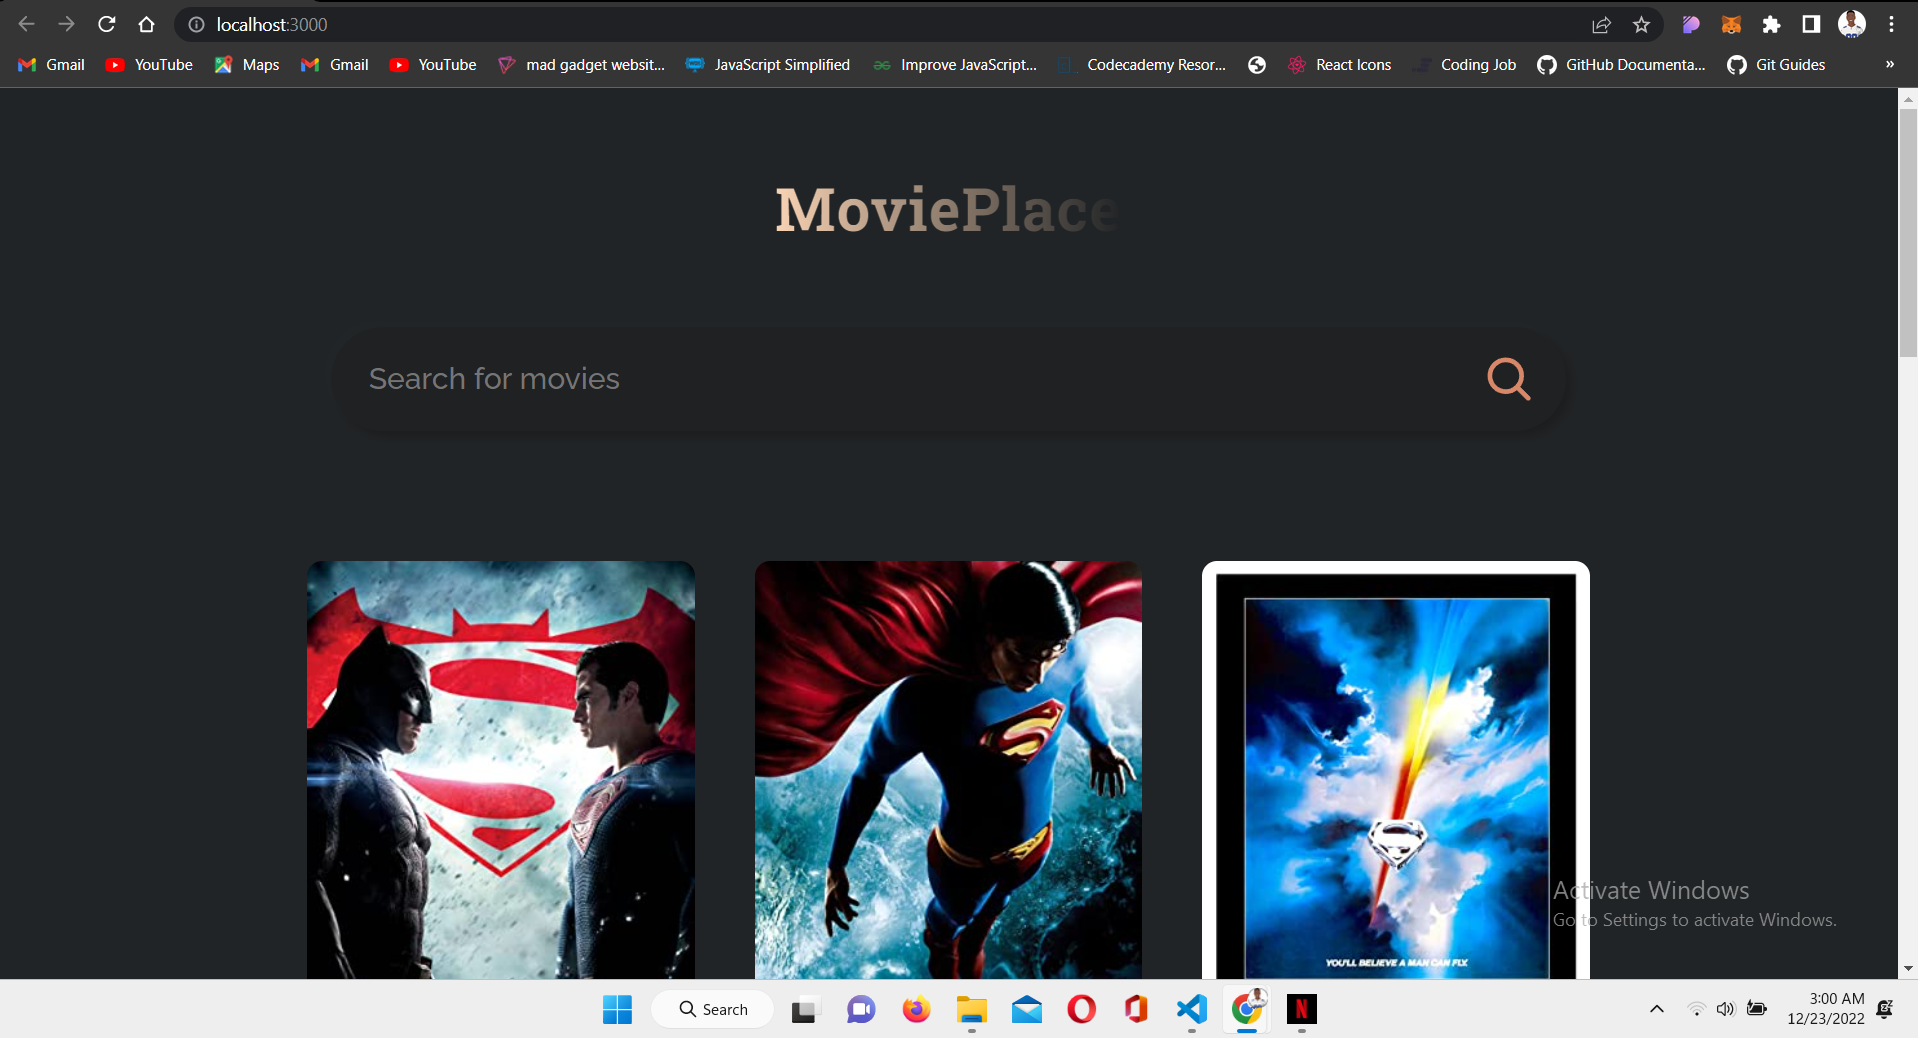 localhost:3000
Gmail YouTube Maps Gmail YouTube mad gadget websit... JavaScript Simplified Improve JavaScript... Codecademy Resor... React Icons Coding Job GitHub Documenta... Git Guides »
MoviePlace
Search for movies
YOU'LL BELIEVE A MAN CAN FLY.
Activate Windows
Go to Settings to activate Windows.
Search
3:00 AM
12/23/2022